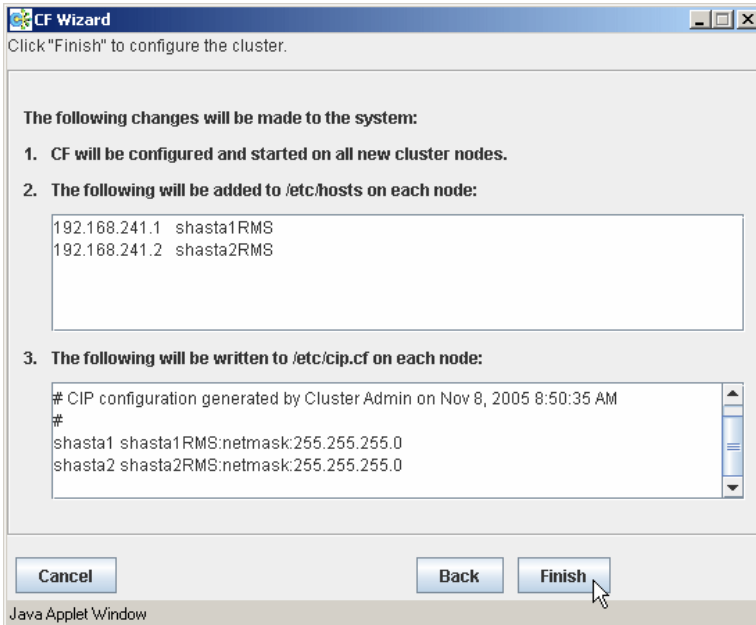 CF Wizard
Click "Finish" to configure the cluster.
The following changes will be made to the system:
1. CF will be configured and started on all new cluster nodes.
2. The following will be added to /etc/hosts on each node:
192.168.241.1 shasta1RMS
192.168.241.2 shasta2RMS
3. The following will be written to /etc/cip.cf on each node:
# CIP configuration generated by Cluster Admin on Nov 8, 2005 8:50:35 AM
#
shasta1 shasta1RMS:netmask:255.255.255.0
shasta2 shasta2RMS:netmask:255.255.255.0
Cancel Back Finish
Java Applet Window